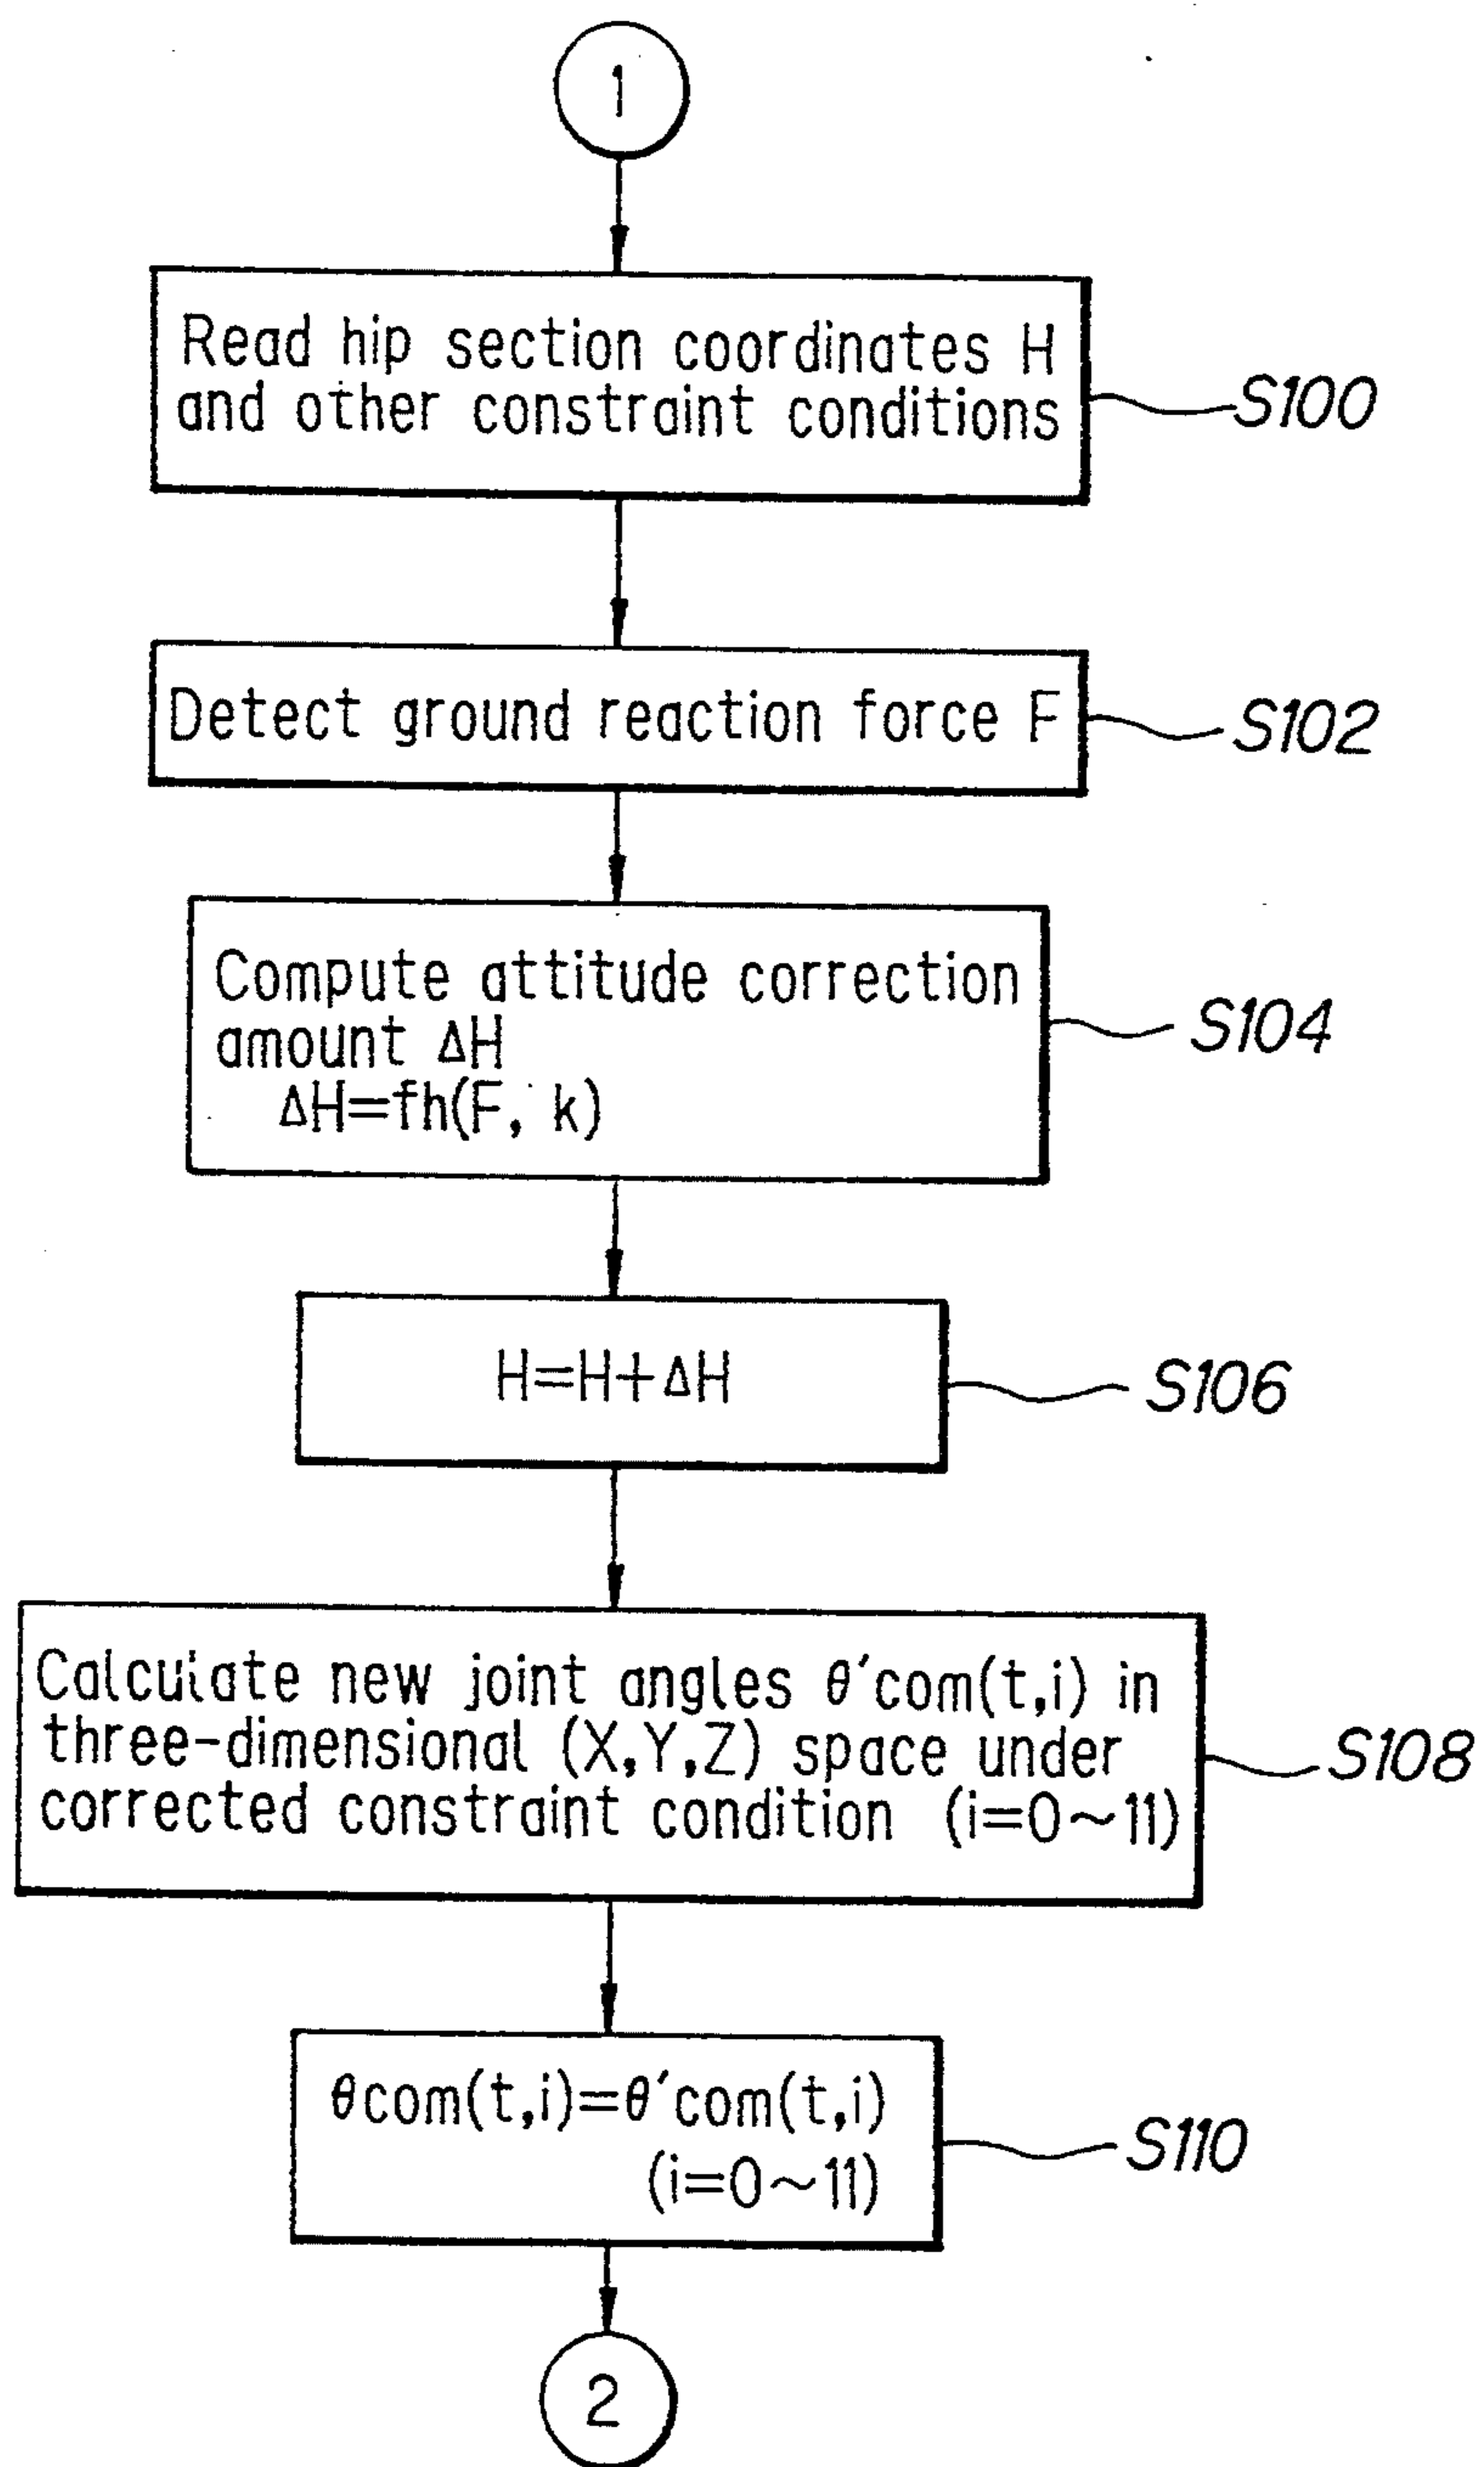 1
Read hip section coordinates H
and other constraint conditions
S100
Detect ground reaction force F
S102
Compute attitude correction
amount ΔH
ΔH=fh(F, k)
S104
H=H+ΔH
S106
Calculate new joint angles θ′com(t,i) in
three-dimensional (X,Y,Z) space under
corrected constraint condition (i=0~11)
S108
θcom(t,i)=θ′com(t,i)
(i=0~11)
S110
2